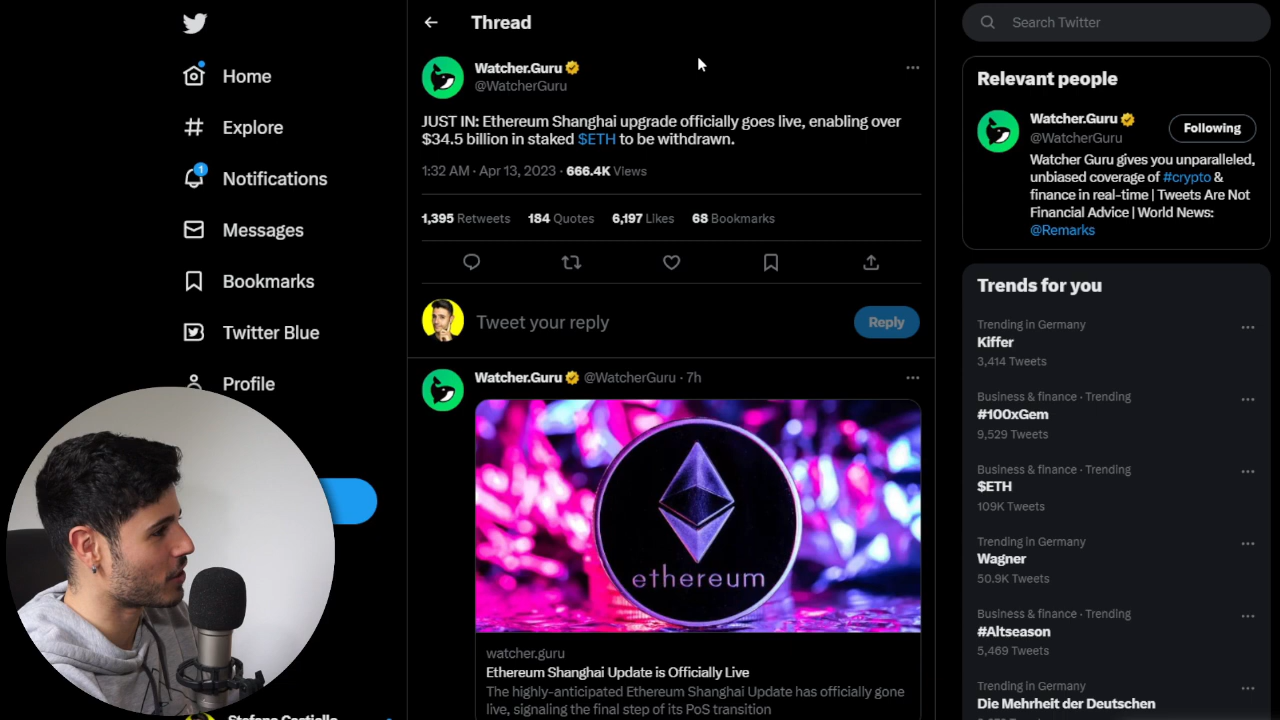 Home
Explore
1
Notifications
Messages
Bookmarks
Twitter Blue
Profile
Thread
Watcher.Guru
@WatcherGuru
JUST IN: Ethereum Shanghai upgrade officially goes live, enabling over
$34.5 billion in staked $ETH to be withdrawn.
1:32 AM · Apr 13, 2023 · 666.4K Views
1,395 Retweets 184 Quotes 6,197 Likes 68 Bookmarks
Tweet your reply
Reply
Watcher.Guru @WatcherGuru · 7h
ethereum
watcher.guru
Ethereum Shanghai Update is Officially Live
The highly-anticipated Ethereum Shanghai Update has officially gone
live, signaling the final step of its PoS transition
Search Twitter
Relevant people
Watcher.Guru
@WatcherGuru
Following
Watcher Guru gives you unparalleled,
unbiased coverage of #crypto &
finance in real-time | Tweets Are Not
Financial Advice | World News:
@Remarks
Trends for you
Trending in Germany
Kiffer
3,414 Tweets
Business & finance · Trending
#100xGem
9,529 Tweets
Business & finance · Trending
$ETH
109K Tweets
Trending in Germany
Wagner
50.9K Tweets
Business & finance · Trending
#Altseason
5,469 Tweets
Trending in Germany
Die Mehrheit der Deutschen